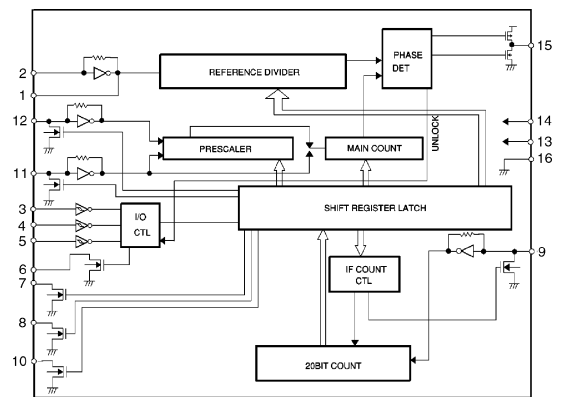 2
1
12
11
3
4
5
6
7
8
10
REFERENCE DIVIDER
PHASE
DET
15
UNLOCK
14
13
16
PRESCALER
MAIN COUNT
SHIFT REGISTER LATCH
I/O
CTL
9
IF COUNT
CTL
20BIT COUNT